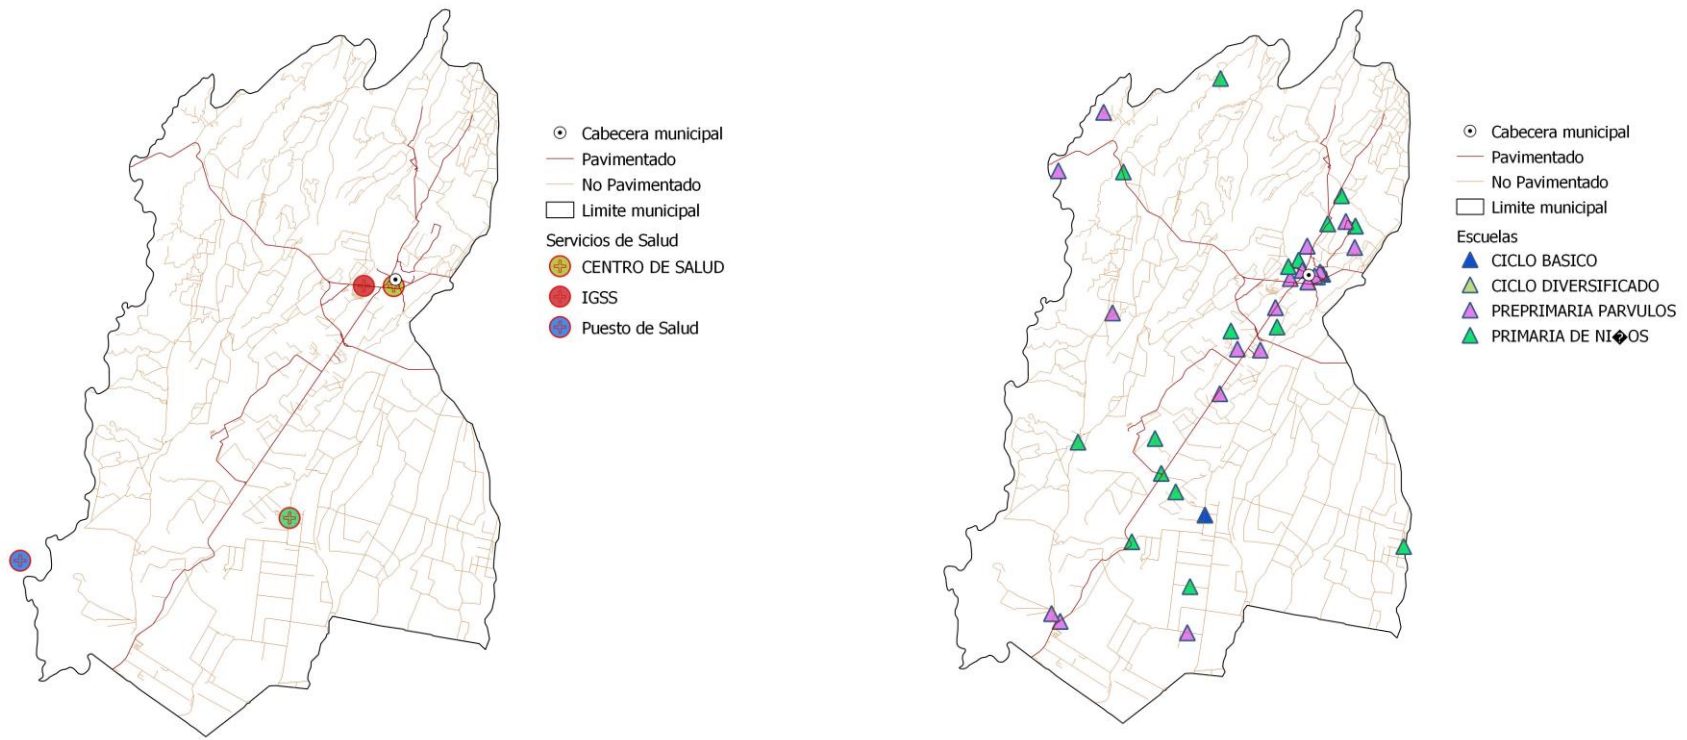 Cabecera municipal
Pavimentado
No Pavimentado
Limite municipal
Servicios de Salud
CENTRO DE SALUD
IGSS
Puesto de Salud
Cabecera municipal
Pavimentado
No Pavimentado
Limite municipal
Escuelas
CICLO BASICO
CICLO DIVERSIFICADO
PREPRIMARIA PARVULOS
PRIMARIA DE NI�OS